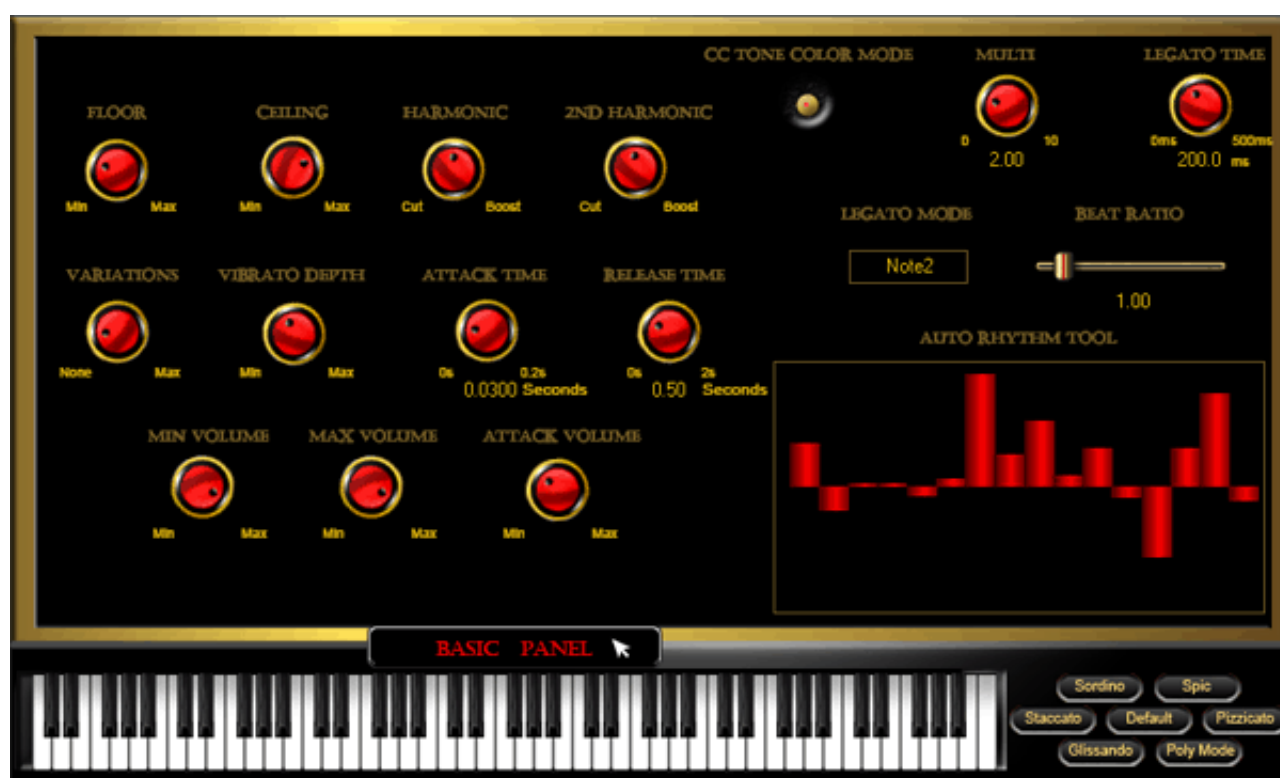 CC TONE COLOR MODE MULTI LEGATO TIME
FLOOR CEILING HARMONIC 2ND HARMONIC
0 10 0ms 500ms
2.00 200.0 ms
Min Max Min Max Cut Boost Cut Boost
LEGATO MODE BEAT RATIO
VARIATIONS VIBRATO DEPTH ATTACK TIME RELEASE TIME
Note2
1.00
AUTO RHYTHM TOOL
None Max Min Max 0s 0.2s 0s 2s
0.0300 Seconds 0.50 Seconds
MIN VOLUME MAX VOLUME ATTACK VOLUME
Min Max Min Max Min Max
BASIC PANEL
Sordino Spic
Staccato Default Pizzicato
Glissando Poly Mode